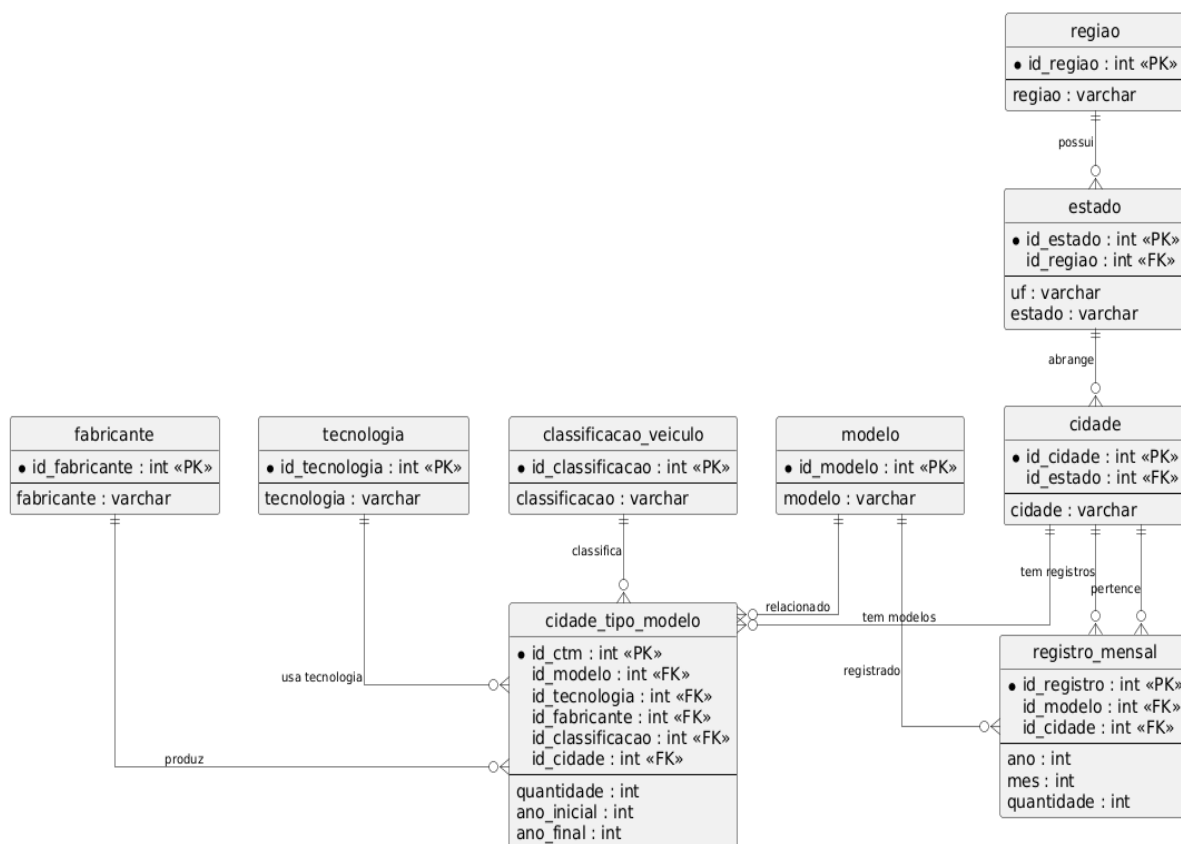 regiao
id_regiao : int «PK»
regiao : varchar
possui
estado
id_estado : int «PK»
id_regiao : int «FK»
uf : varchar
estado : varchar
abrange
fabricante
id_fabricante : int «PK»
fabricante : varchar
tecnologia
id_tecnologia : int «PK»
tecnologia : varchar
classificacao_veiculo
id_classificacao : int «PK»
classificacao : varchar
modelo
id_modelo : int «PK»
modelo : varchar
cidade
id_cidade : int «PK»
id_estado : int «FK»
cidade : varchar
classifica
tem registros
pertence
relacionado
tem modelos
cidade_tipo_modelo
id_ctm : int «PK»
id_modelo : int «FK»
id_tecnologia : int «FK»
id_fabricante : int «FK»
id_classificacao : int «FK»
id_cidade : int «FK»
quantidade : int
ano_inicial : int
ano_final : int
usa tecnologia
produz
registrado
registro_mensal
id_registro : int «PK»
id_modelo : int «FK»
id_cidade : int «FK»
ano : int
mes : int
quantidade : int